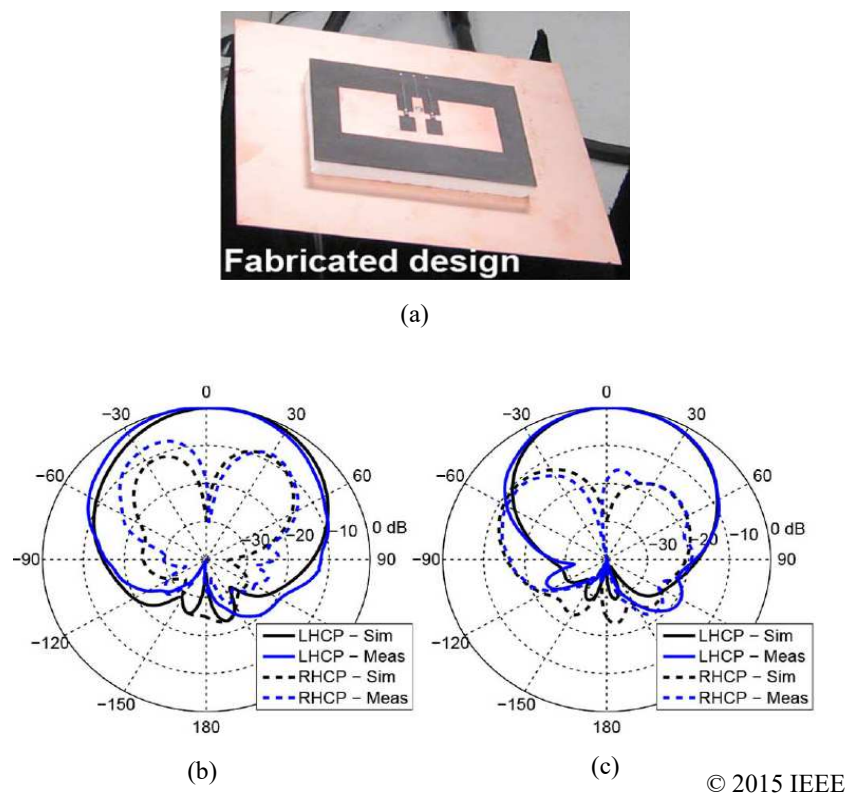 Fabricated design
(a)
0
−30 30
−60 60
−30 −20 −10 0 dB
−90 90
−120
−150
180
LHCP − Sim
LHCP − Meas
RHCP − Sim
RHCP − Meas
(b)
0
−30 30
−60 60
−30 −20 −10 0 dB
−90 90
−120
−150
180
LHCP − Sim
LHCP − Meas
RHCP − Sim
RHCP − Meas
(c)
© 2015 IEEE